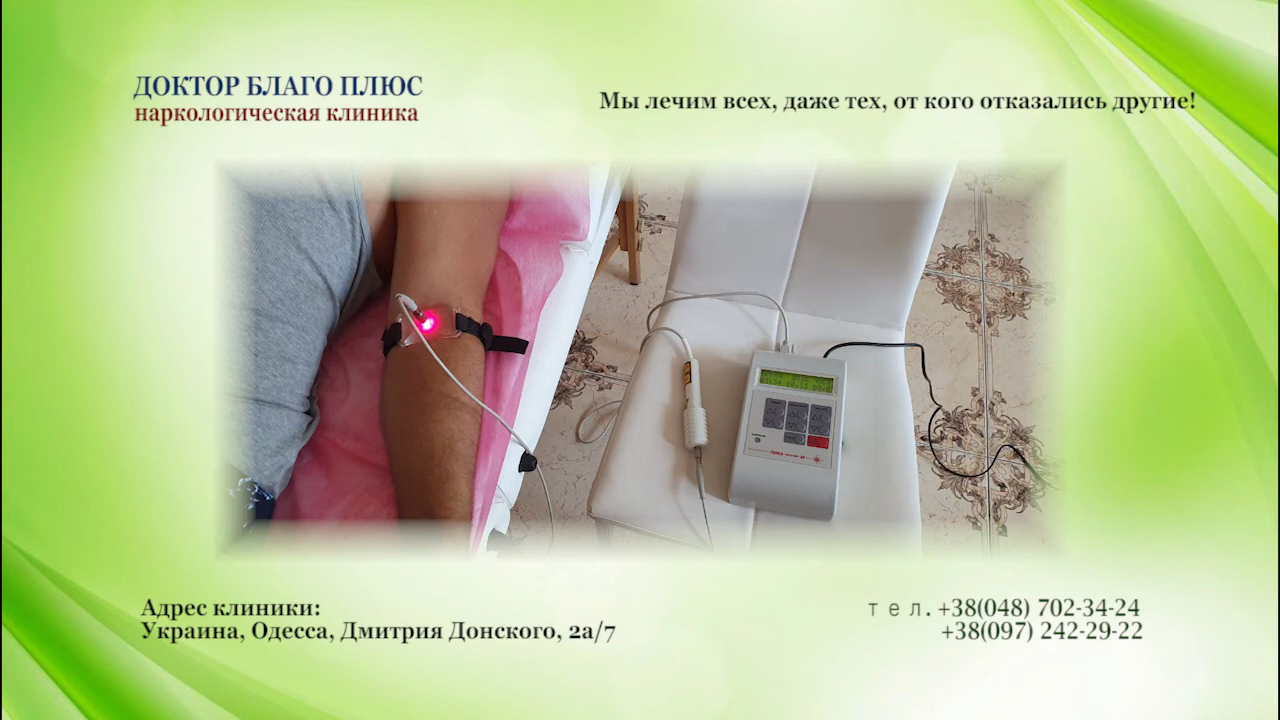 ДОКТОР БЛАГО ПЛЮС
наркологическая клиника
Мы лечим всех, даже тех, от кого отказались другие!
Адрес клиники:
Украина, Одесса, Дмитрия Донского, 2а/7
тел. +38(048) 702-34-24
+38(097) 242-29-22